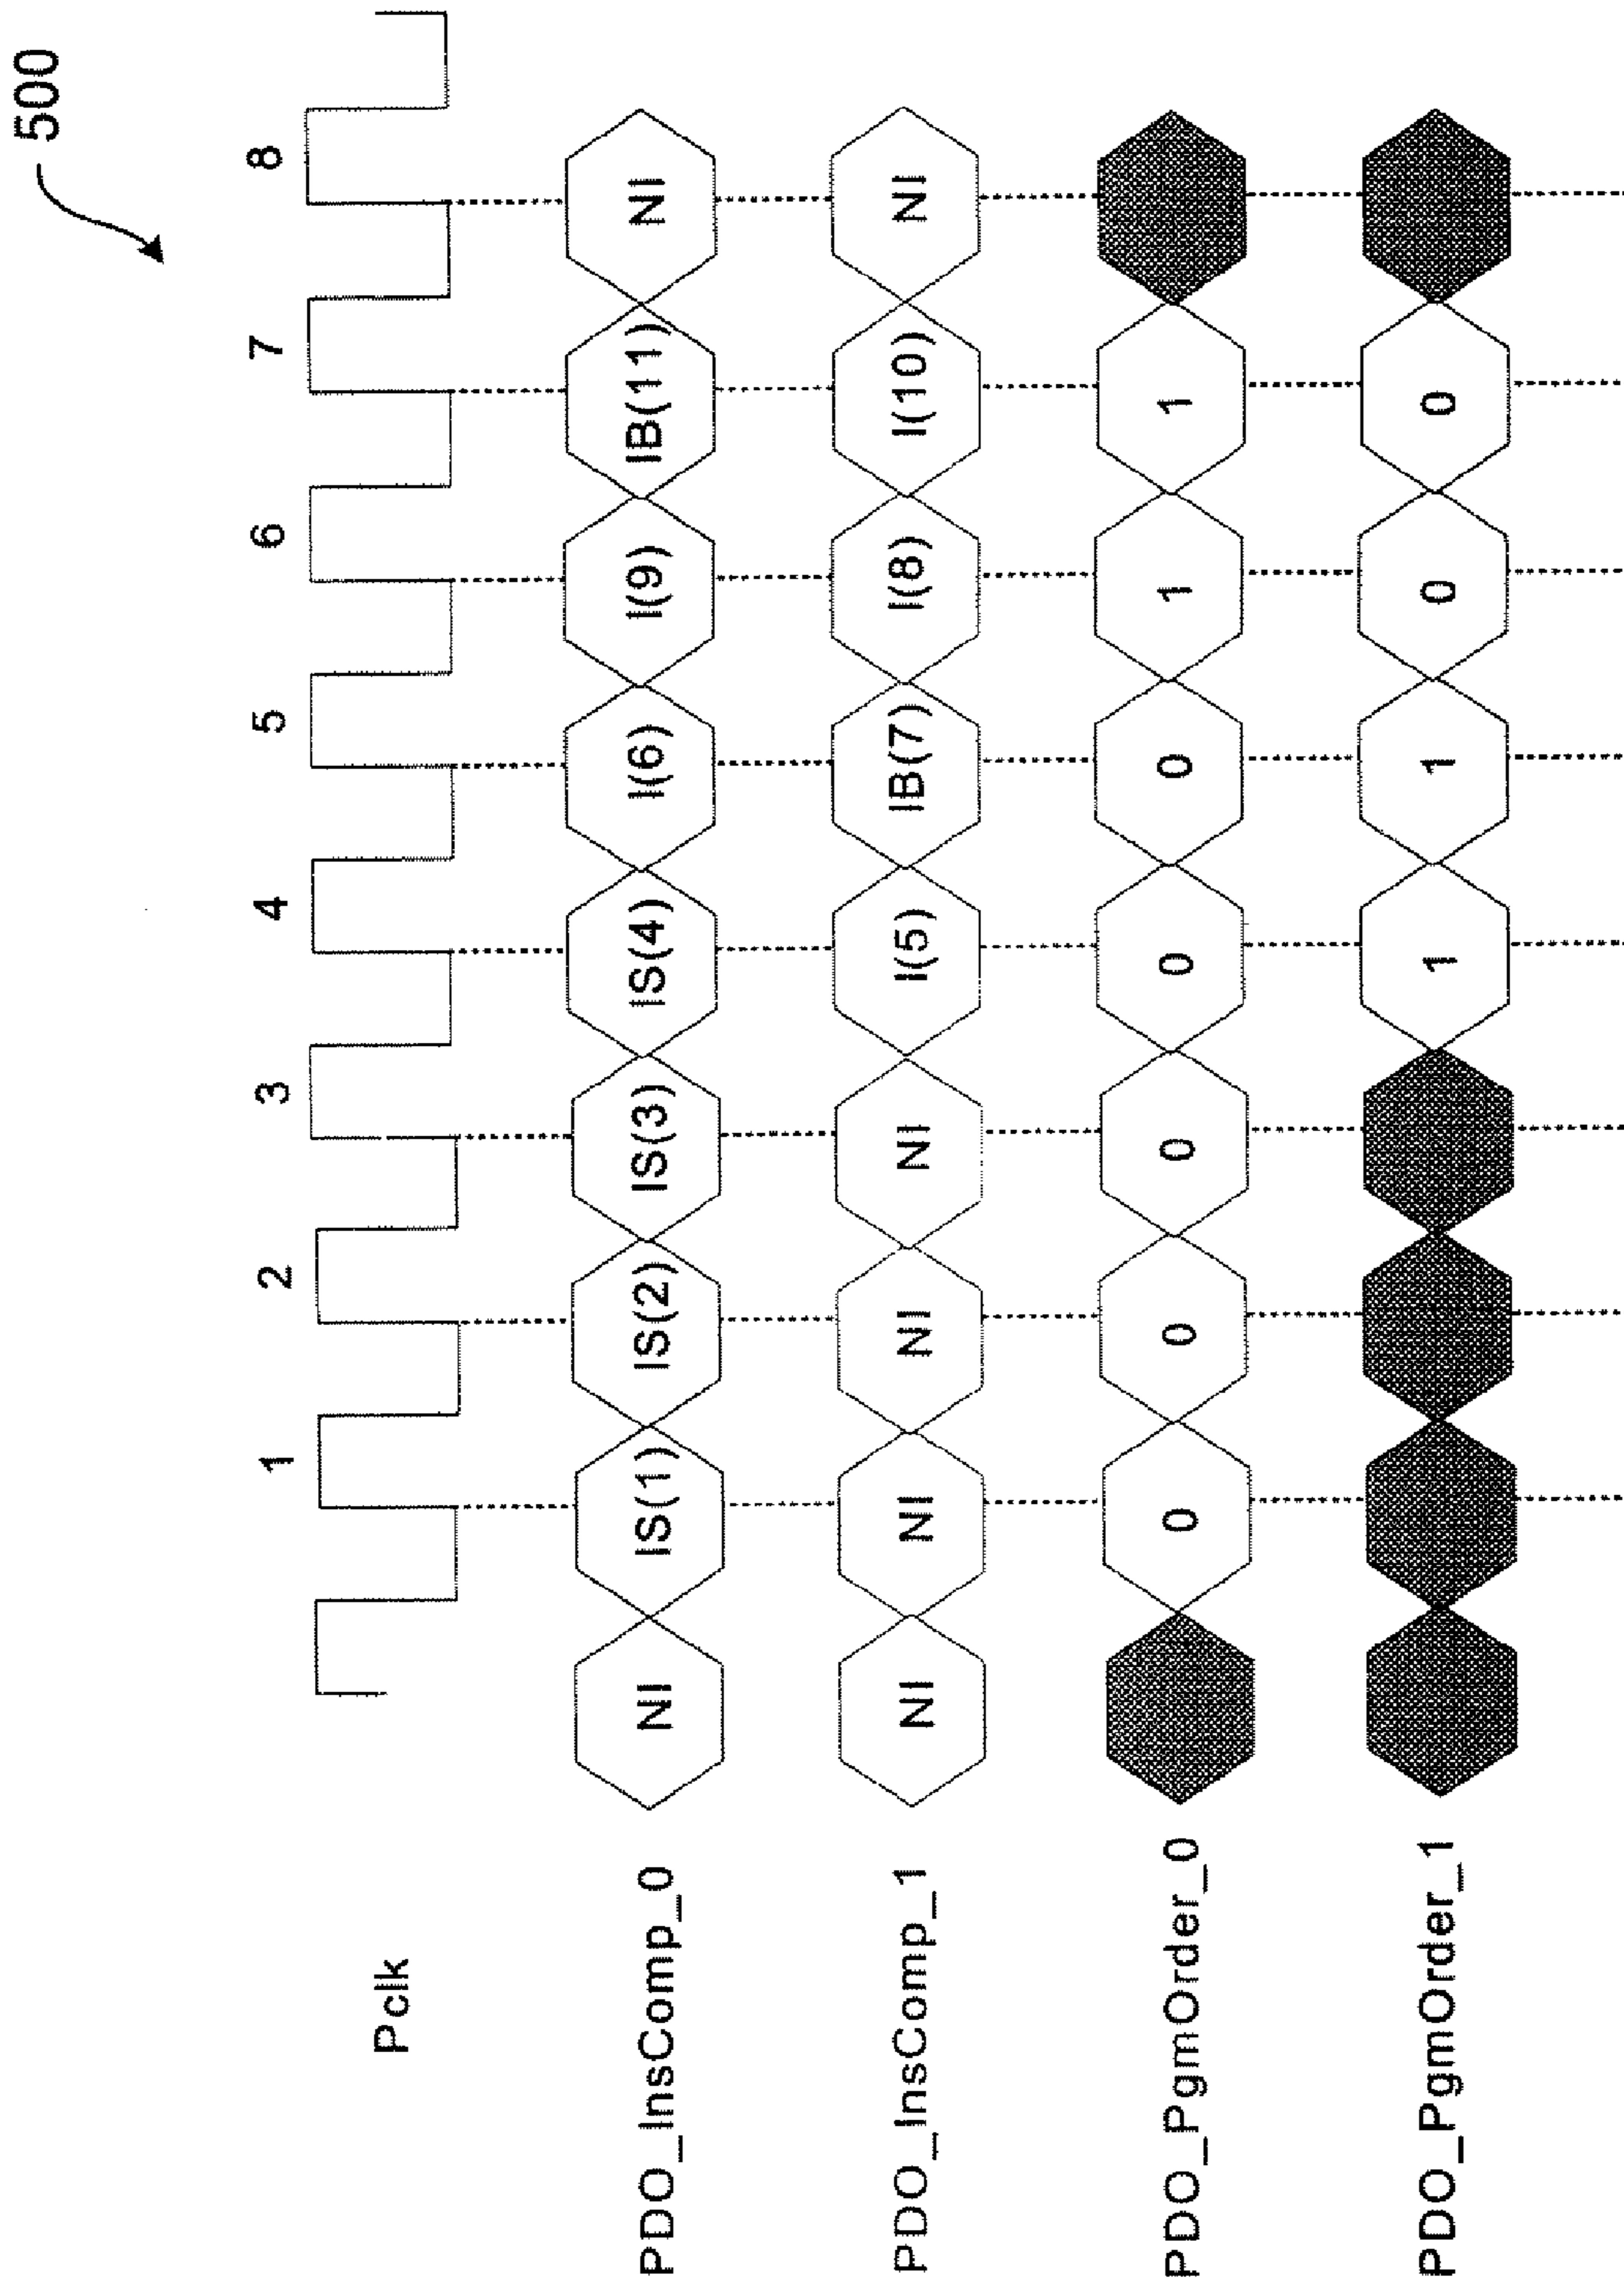 500
1 2 3 4 5 6 7 8
Pclk
PDO_InsComp_0 NI IS(1) IS(2) IS(3) IS(4) I(6) I(9) IB(11) NI
PDO_InsComp_1 NI NI NI NI I(5) IB(7) I(8) I(10) NI
PDO_PgmOrder_0 0 0 0 0 0 1 1
PDO_PgmOrder_1 1 1 0 0